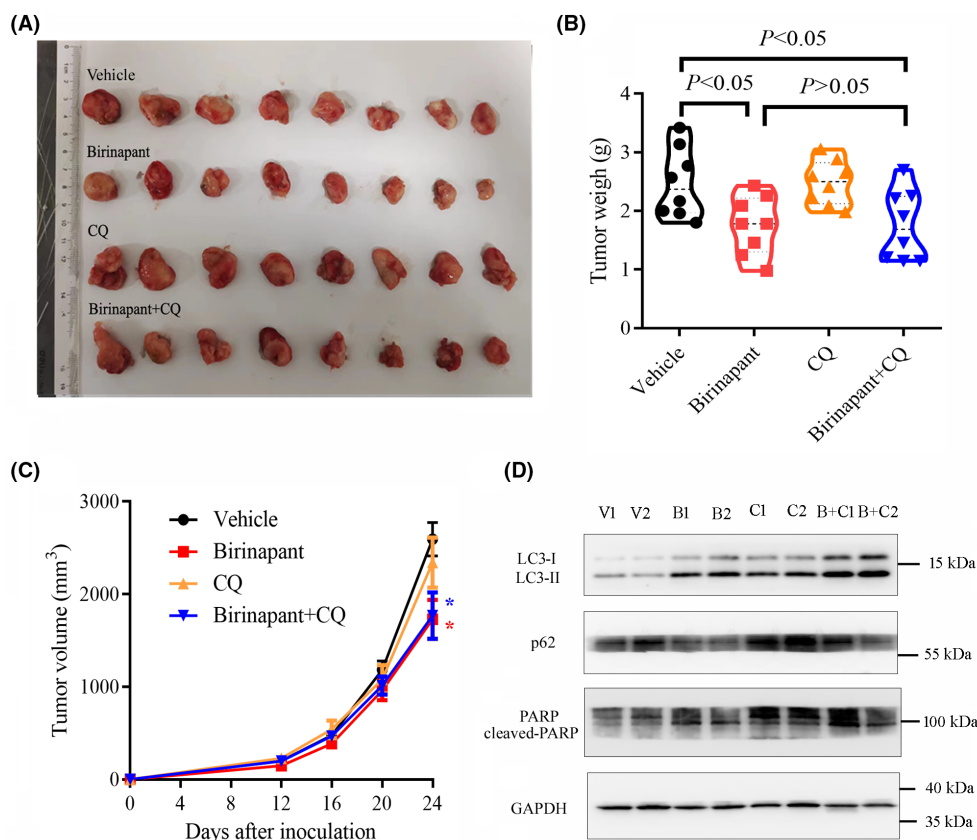 (A)
Vehicle
Birinapant
CQ
Birinapant+CQ
(B)
P<0.05
P<0.05
P>0.05
Tumor weigh (g)
4
3
2
1
0
Vehicle
Birinapant
CQ
Birinapant+CQ
(C)
Tumor volume (mm³)
3000
2000
1000
0
Vehicle
Birinapant
CQ
Birinapant+CQ
*
*
0 4 8 12 16 20 24
Days after inoculation
(D)
V1 V2 B1 B2 C1 C2 B+C1 B+C2
LC3-I
LC3-II
15 kDa
p62
55 kDa
PARP
cleaved-PARP
100 kDa
GAPDH
40 kDa
35 kDa